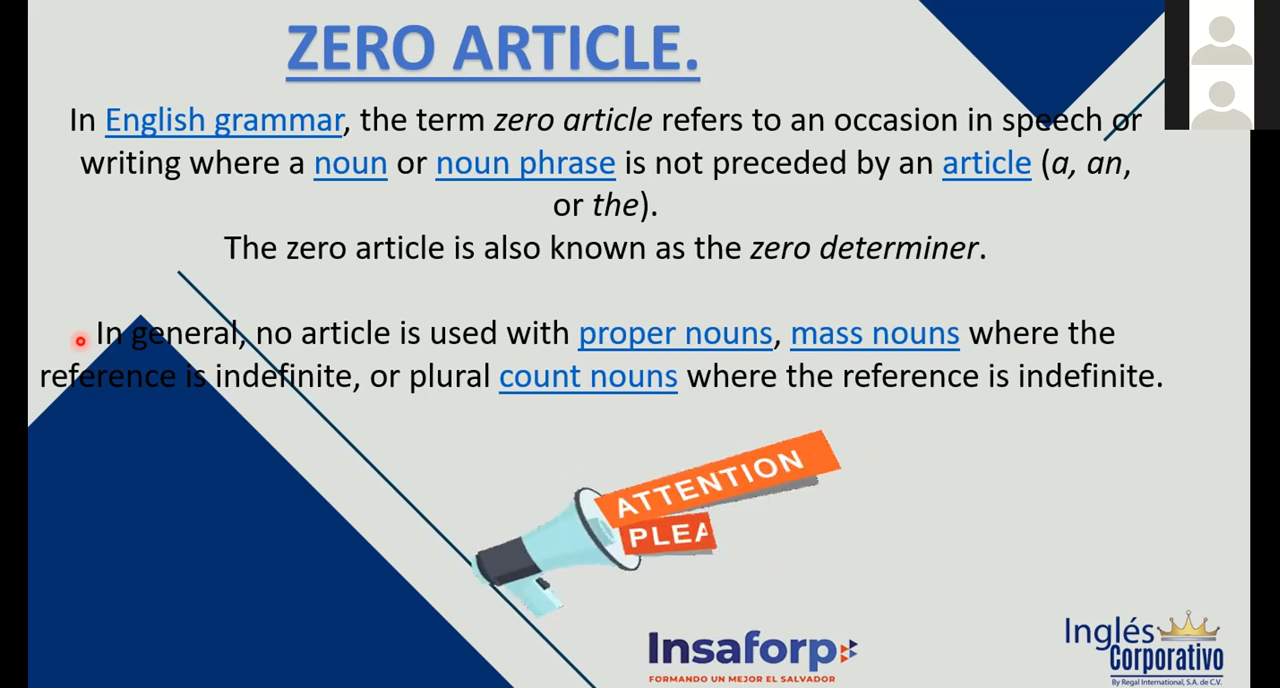 ZERO ARTICLE.
In English grammar, the term zero article refers to an occasion in speech or
writing where a noun or noun phrase is not preceded by an article (a, an,
or the).
The zero article is also known as the zero determiner.
In general, no article is used with proper nouns, mass nouns where the
reference is indefinite, or plural count nouns where the reference is indefinite.
ATTENTION
PLEA
Insaforp
FORMANDO UN MEJOR EL SALVADOR
Inglés
Corporativo
By Regal International, S.A. de C.V.